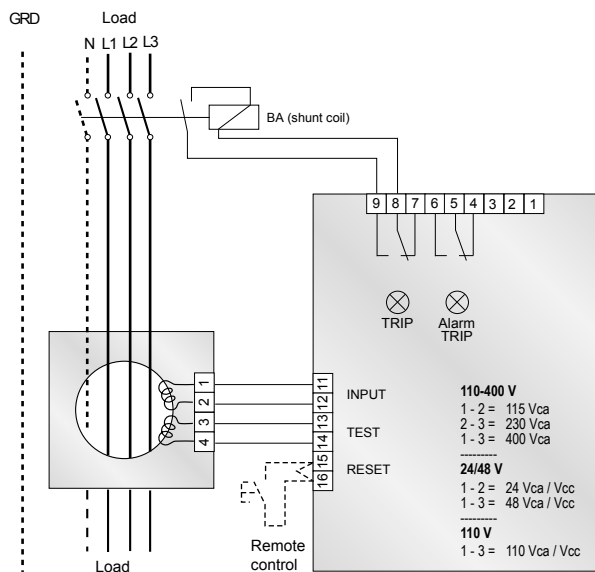 GRD
Load
N L1 L2 L3
BA (shunt coil)
9 8 7 6 5 4 3 2 1
TRIP
Alarm
TRIP
1
2
3
4
11
12
13
14
15
16
INPUT
TEST
RESET
110-400 V
1 - 2 = 115 Vca
2 - 3 = 230 Vca
1 - 3 = 400 Vca
---------
24/48 V
1 - 2 = 24 Vca / Vcc
1 - 3 = 48 Vca / Vcc
---------
110 V
1 - 3 = 110 Vca / Vcc
Remote
control
Load